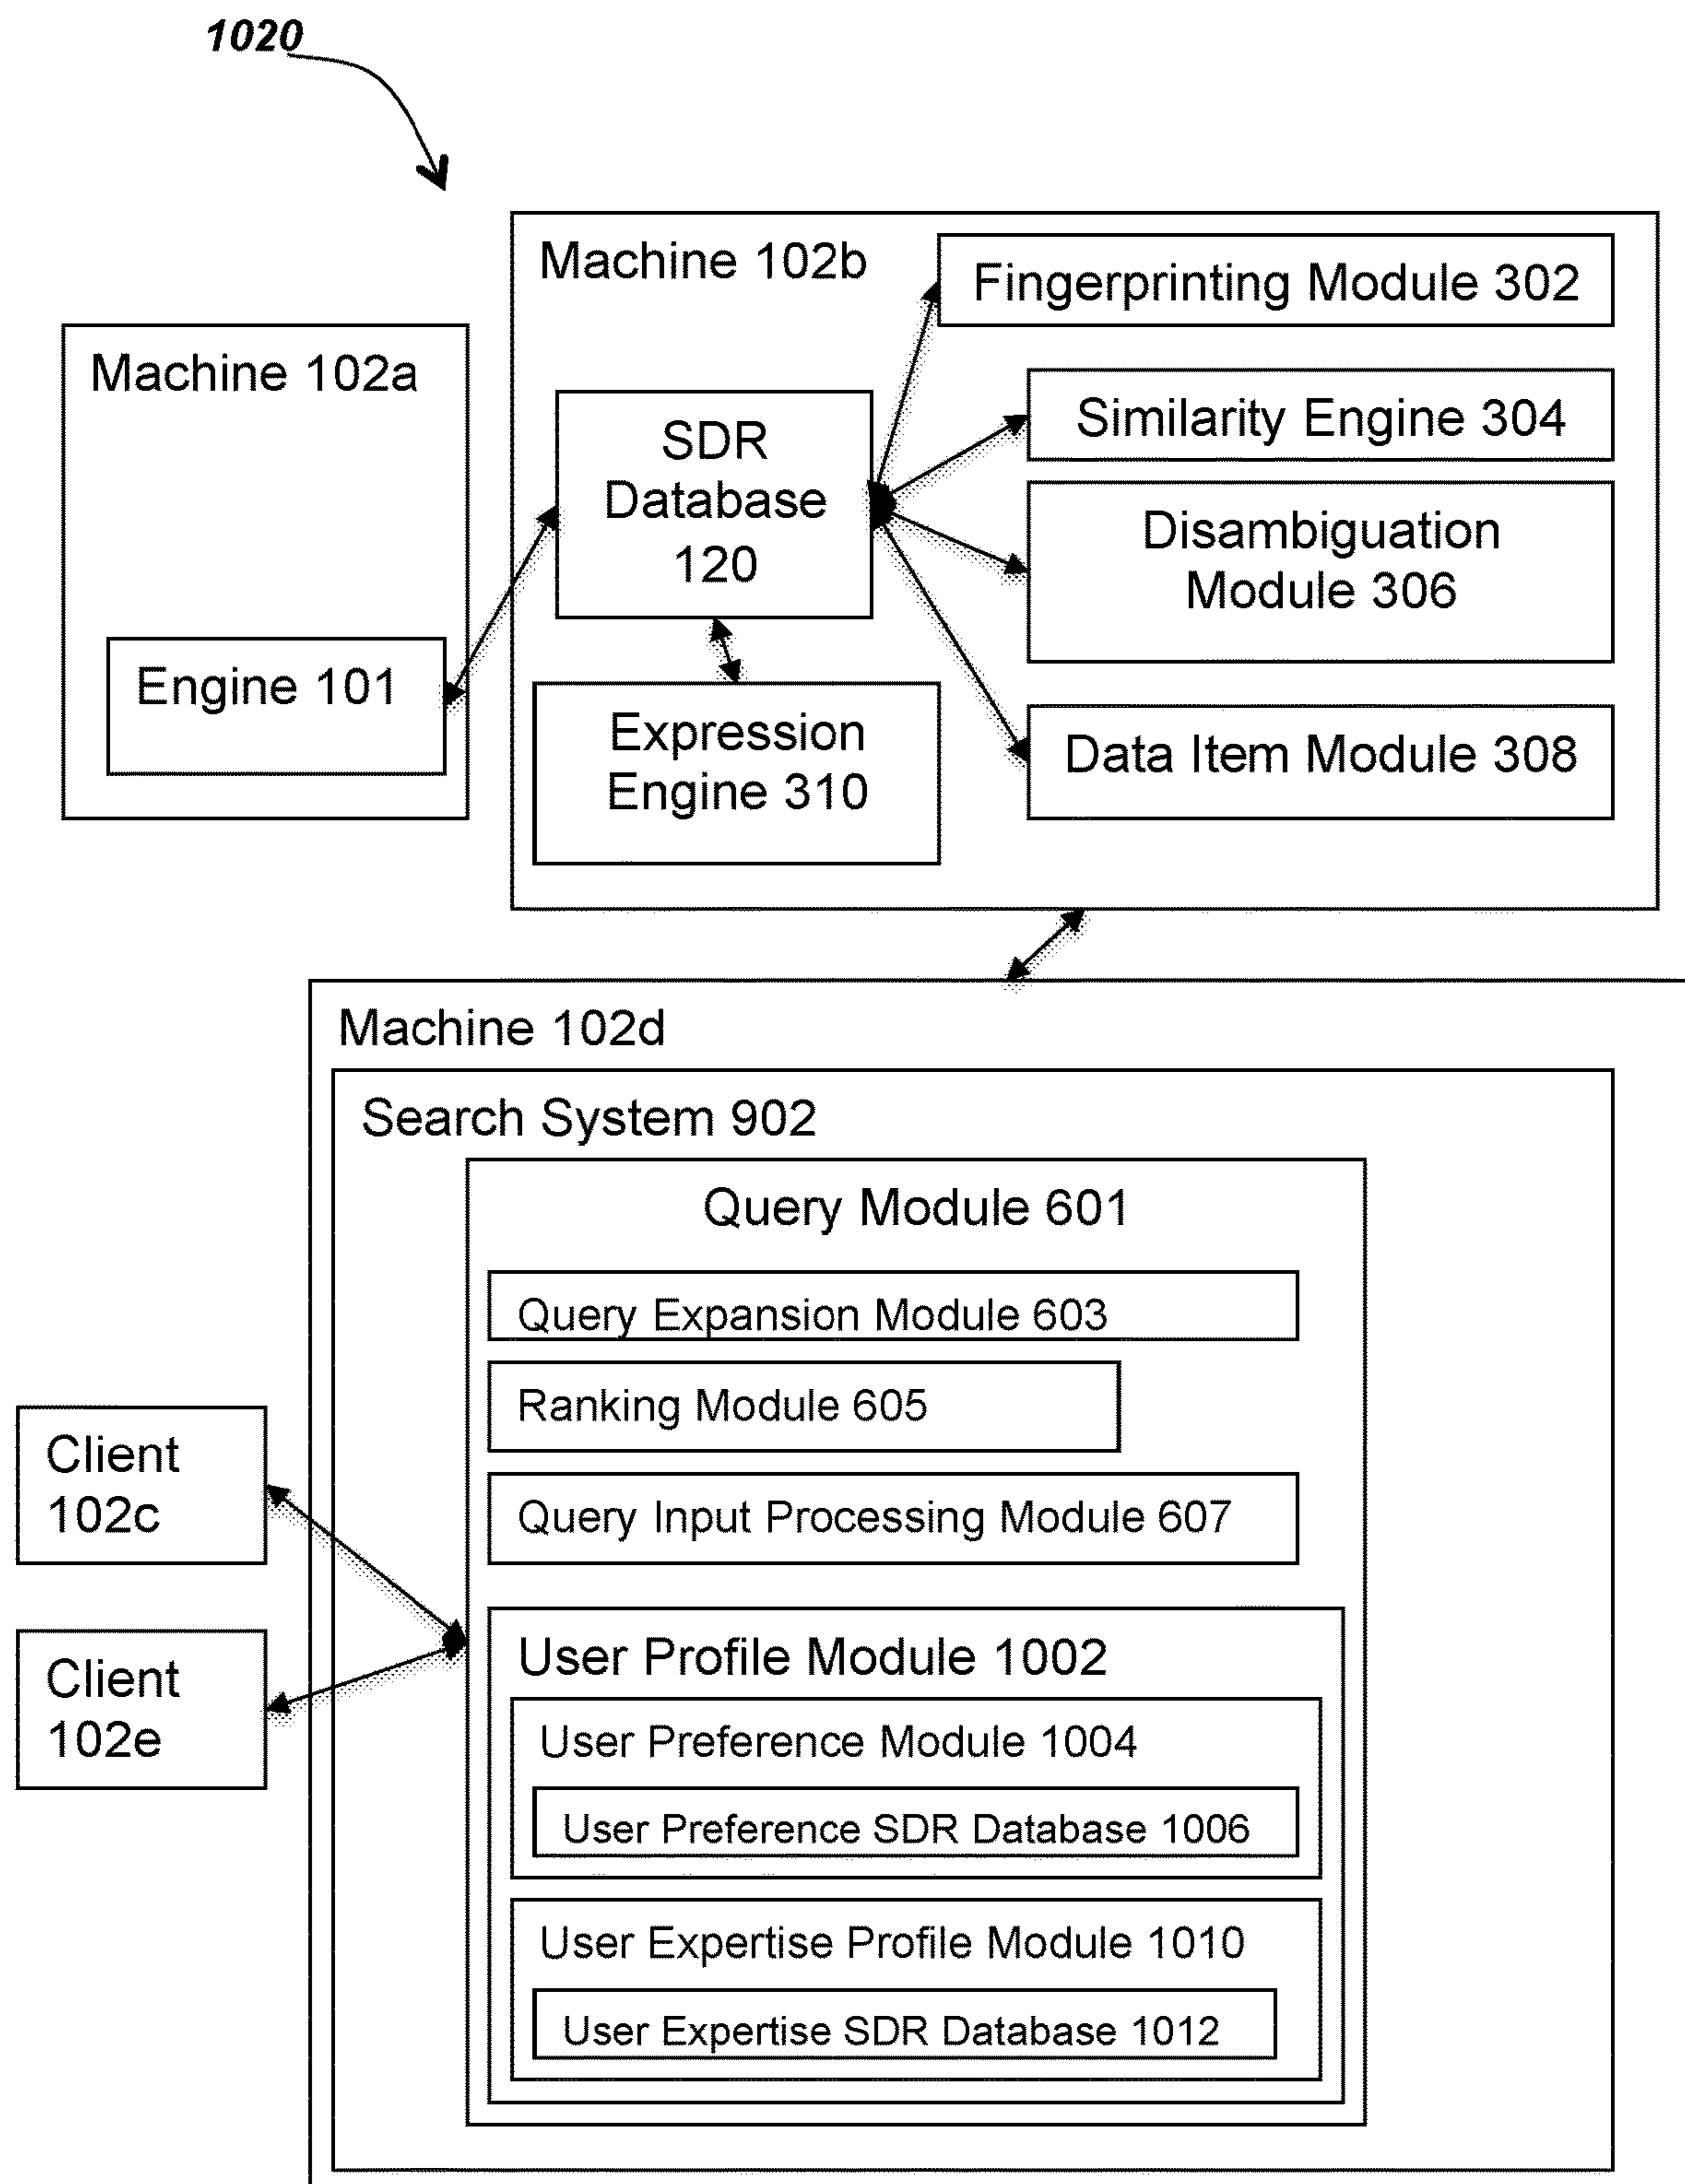 1020
Machine 102b
Fingerprinting Module 302
Machine 102a
Similarity Engine 304
SDR
Database
120
Disambiguation
Module 306
Engine 101
Expression
Engine 310
Data Item Module 308
Machine 102d
Search System 902
Query Module 601
Query Expansion Module 603
Ranking Module 605
Query Input Processing Module 607
Client
102c
Client
102e
User Profile Module 1002
User Preference Module 1004
User Preference SDR Database 1006
User Expertise Profile Module 1010
User Expertise SDR Database 1012